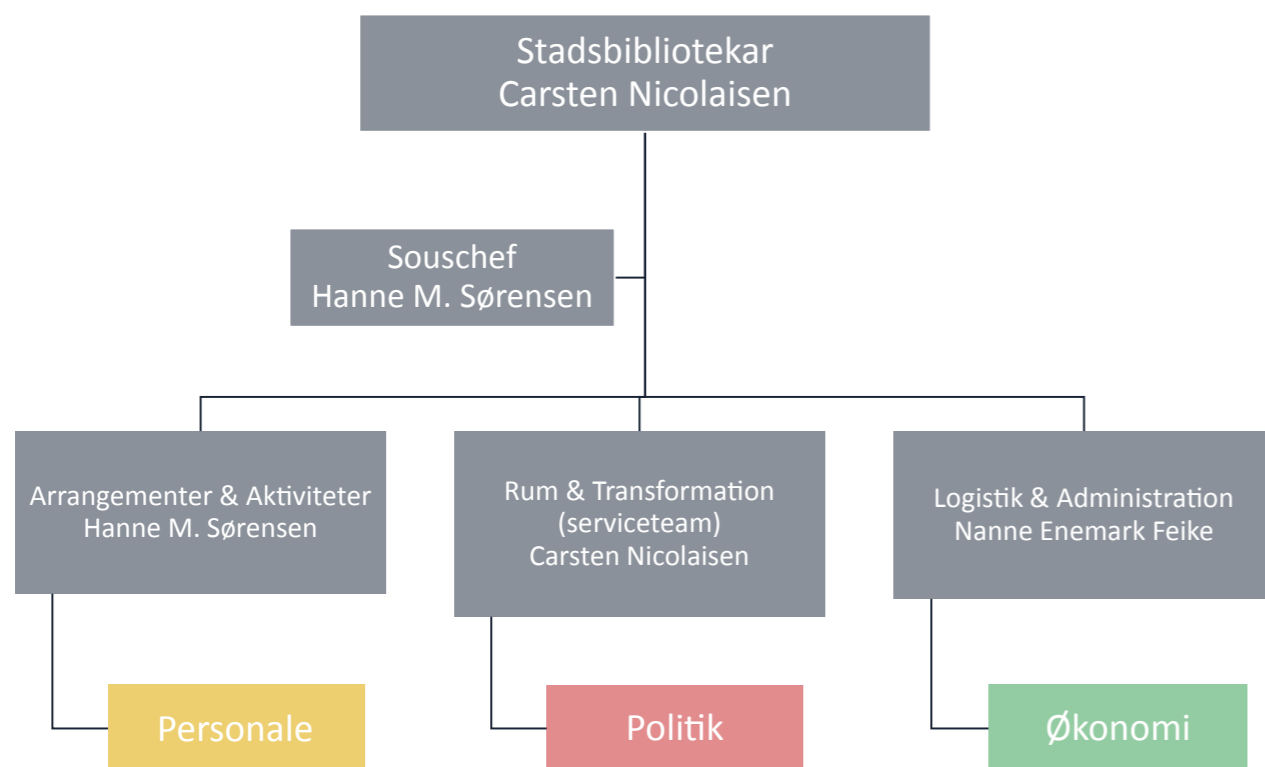 Stadsbibliotekar
Carsten Nicolaisen
Souschef
Hanne M. Sørensen
Arrangementer & Aktiviteter
Hanne M. Sørensen
Rum & Transformation
(serviceteam)
Carsten Nicolaisen
Logistik & Administration
Nanne Enemark Feike
Personale
Politik
Økonomi